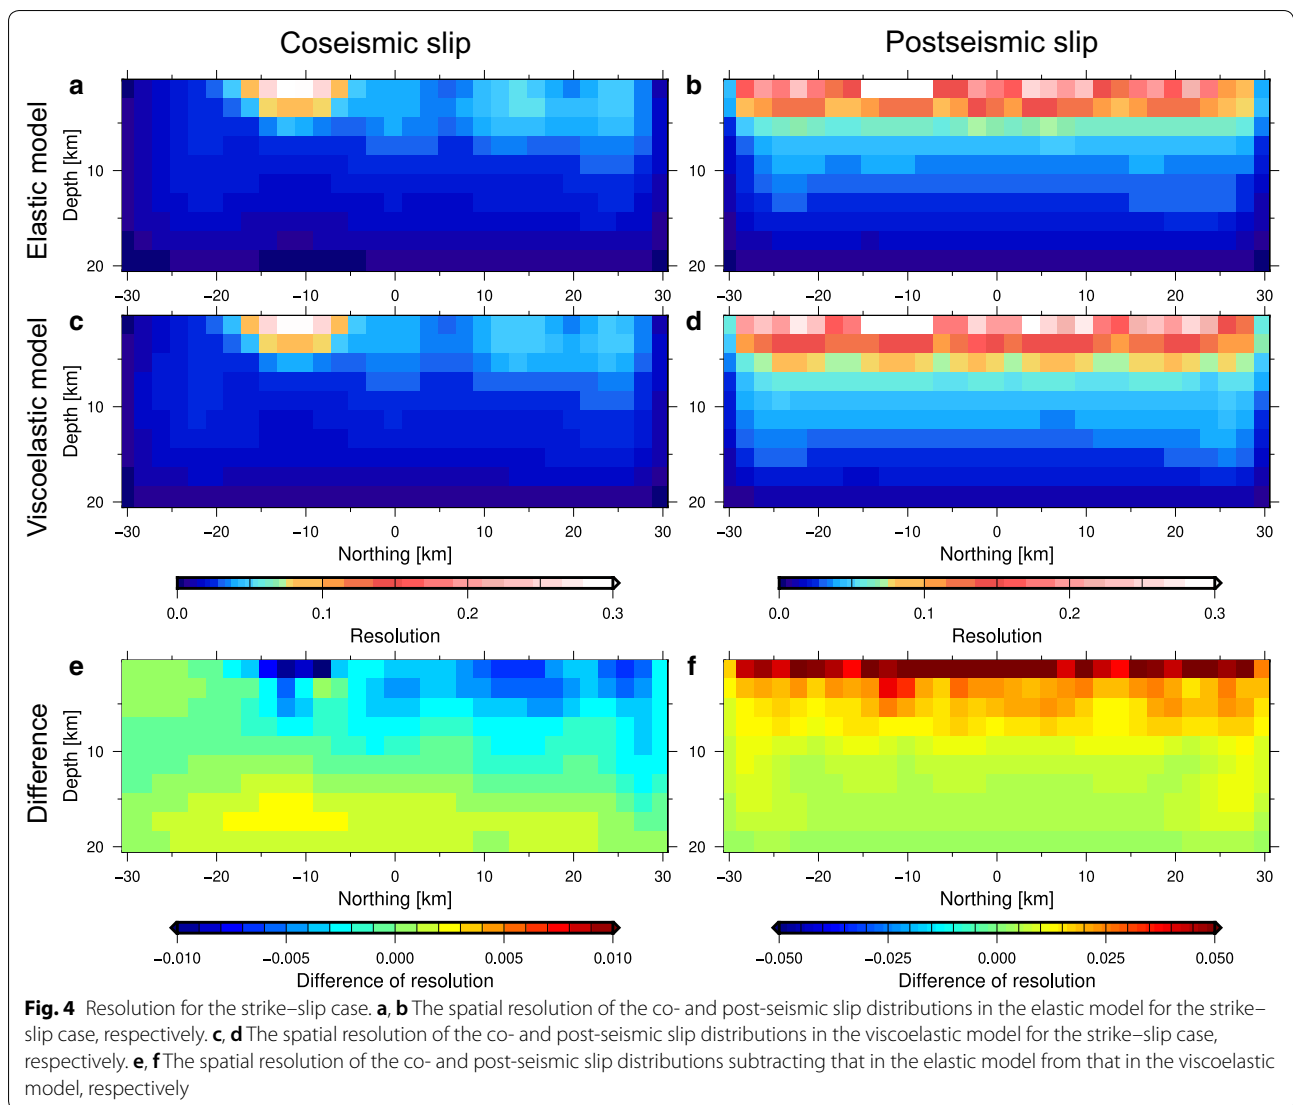 Coseismic slip
Postseismic slip
a
b
Elastic model
Depth [km]
10
20
−30 −20 −10 0 10 20 30
10
20
−30 −20 −10 0 10 20 30
c
d
Viscoelastic model
Depth [km]
10
20
−30 −20 −10 0 10 20 30
Northing [km]
10
20
−30 −20 −10 0 10 20 30
Northing [km]
0.0 0.1 0.2 0.3
Resolution
0.0 0.1 0.2 0.3
Resolution
e
f
Difference
Depth [km]
10
20
−30 −20 −10 0 10 20 30
Northing [km]
10
20
−30 −20 −10 0 10 20 30
Northing [km]
−0.010 −0.005 0.000 0.005 0.010
Difference of resolution
−0.050 −0.025 0.000 0.025 0.050
Difference of resolution
Fig. 4 Resolution for the strike–slip case. a, b The spatial resolution of the co- and post-seismic slip distributions in the elastic model for the strike–
slip case, respectively. c, d The spatial resolution of the co- and post-seismic slip distributions in the viscoelastic model for the strike–slip case,
respectively. e, f The spatial resolution of the co- and post-seismic slip distributions subtracting that in the elastic model from that in the viscoelastic
model, respectively